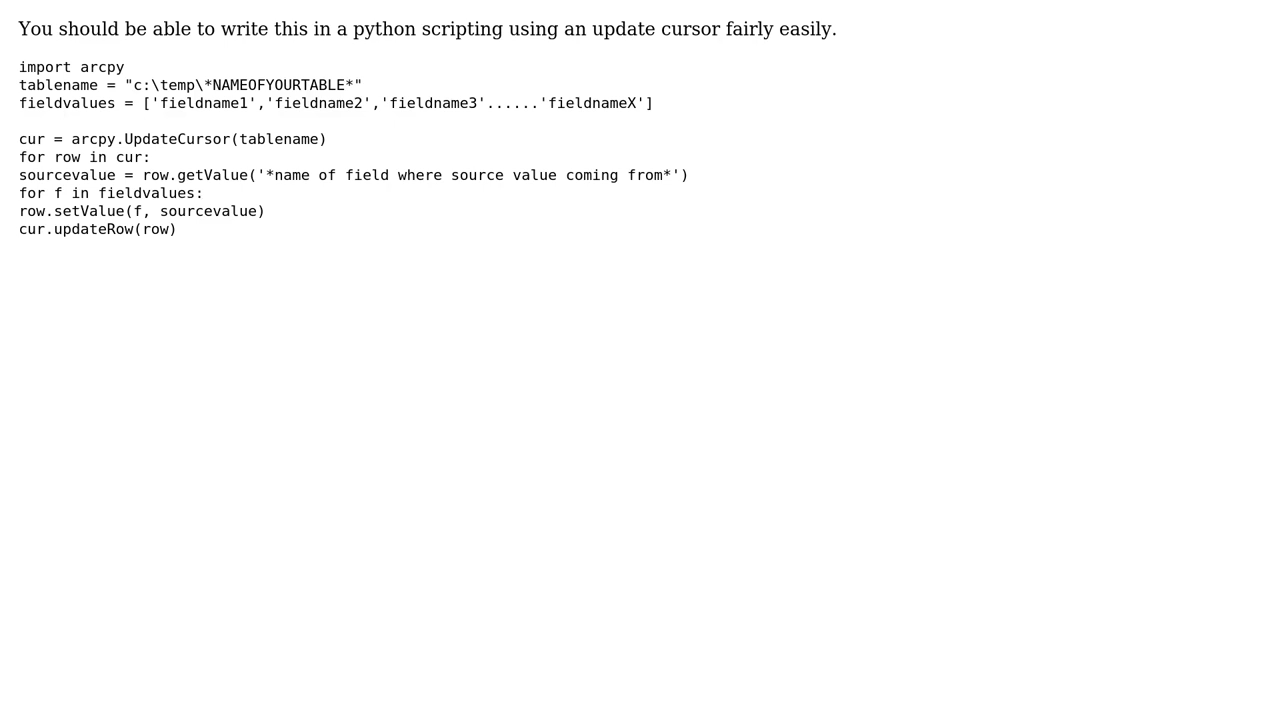 You should be able to write this in a python scripting using an update cursor fairly easily.
import arcpy
tablename = "c:\temp\*NAMEOFYOURTABLE*"
fieldvalues = ['fieldname1','fieldname2','fieldname3'......'fieldnameX']
cur = arcpy.UpdateCursor(tablename)
for row in cur:
sourcevalue = row.getValue('*name of field where source value coming from*')
for f in fieldvalues:
row.setValue(f, sourcevalue)
cur.updateRow(row)